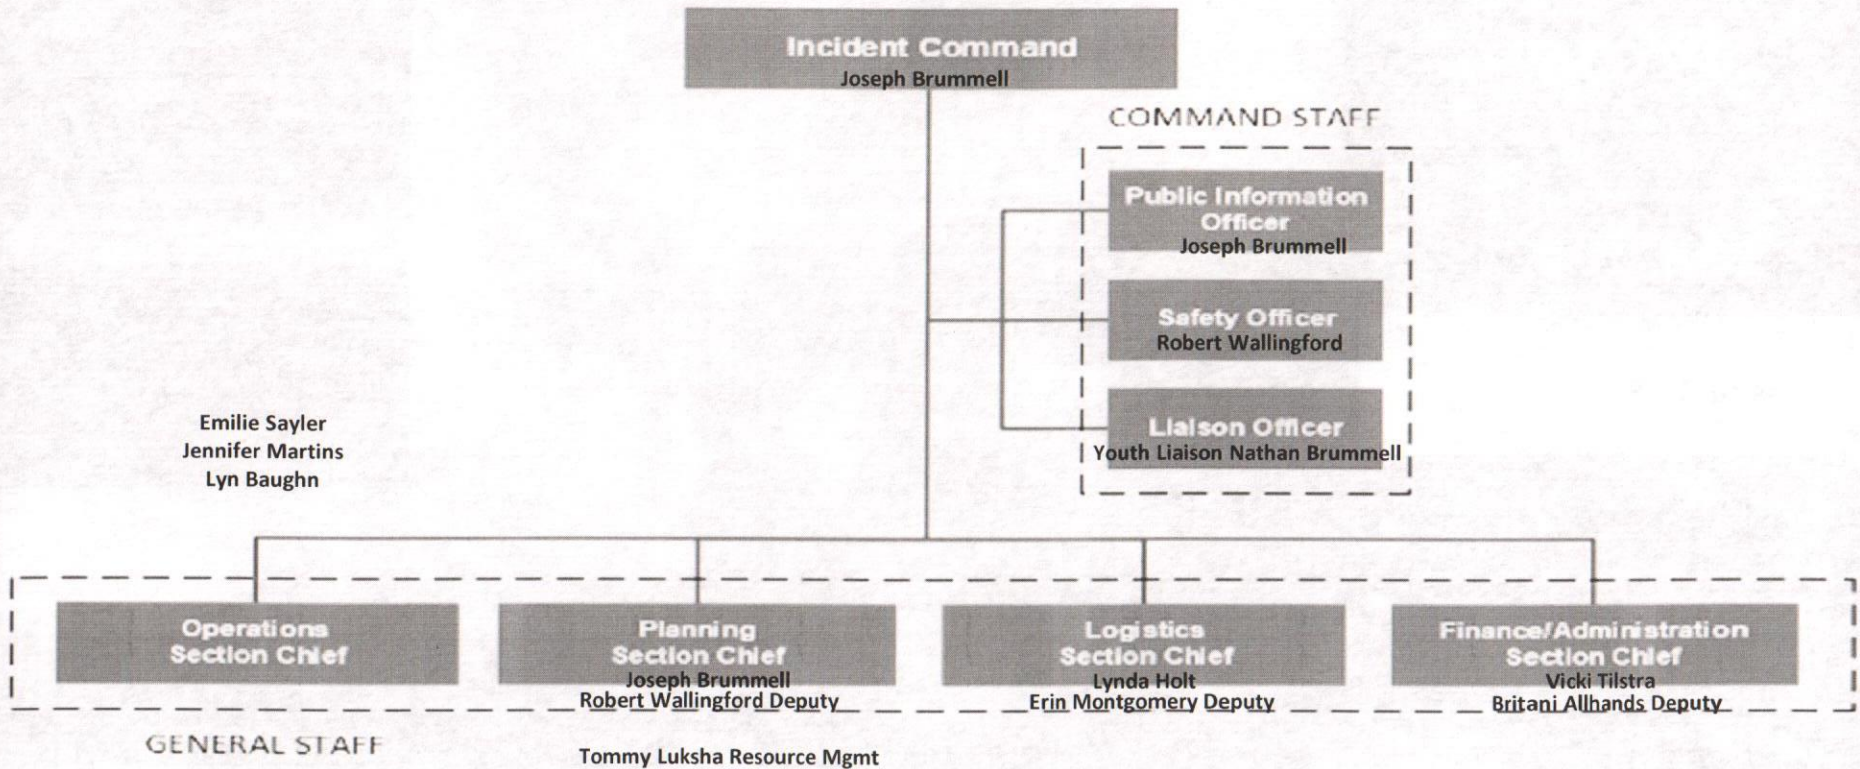 Incident Command
Joseph Brummell
COMMAND STAFF
Public Information
Officer
Joseph Brummell
Safety Officer
Robert Wallingford
Liaison Officer
Youth Liaison Nathan Brummell
Emilie Sayler
Jennifer Martins
Lyn Baughn
Operations
Section Chief
Planning
Section Chief
Joseph Brummell
Robert Wallingford Deputy
Logistics
Section Chief
Lynda Holt
Erin Montgomery Deputy
Finance/Administration
Section Chief
Vicki Tilstra
Britani Allhands Deputy
GENERAL STAFF
Tommy Luksha Resource Mgmt